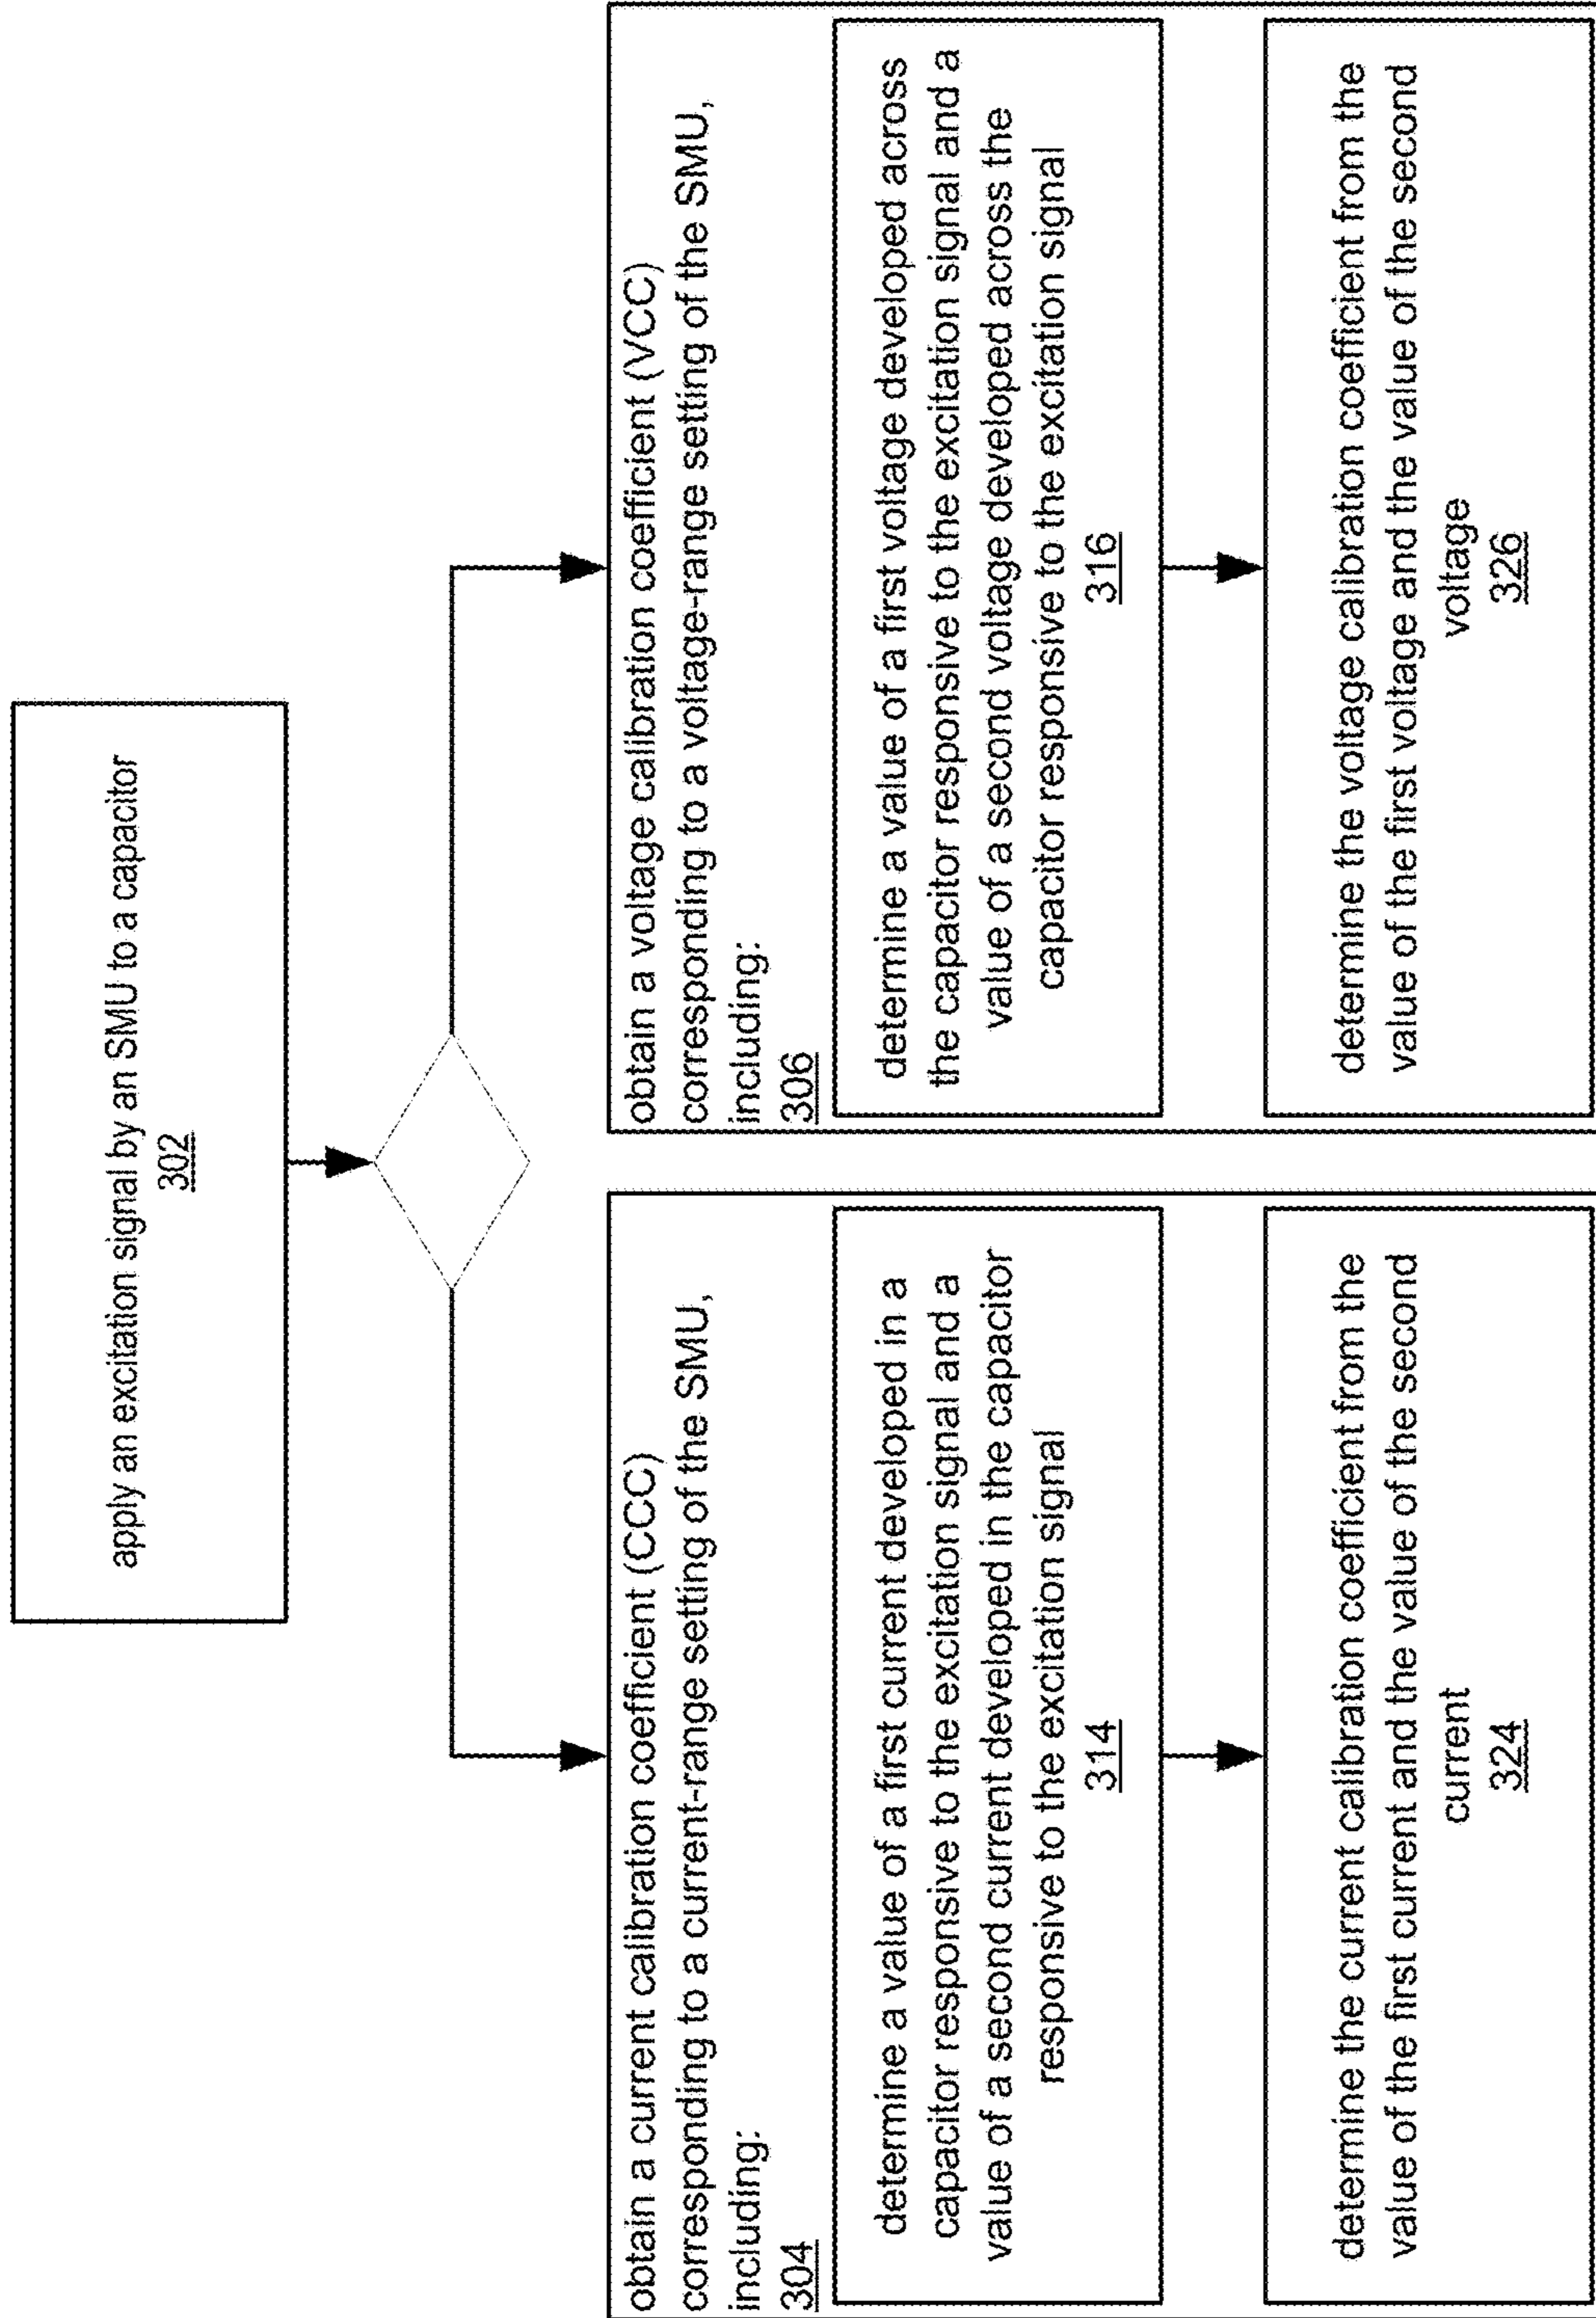 apply an excitation signal by an SMU to a capacitor
302
obtain a current calibration coefficient (CCC)
corresponding to a current-range setting of the SMU,
including:
304
determine a value of a first current developed in a
capacitor responsive to the excitation signal and a
value of a second current developed in the capacitor
responsive to the excitation signal
314
determine the current calibration coefficient from the
value of the first current and the value of the second
current
324
obtain a voltage calibration coefficient (VCC)
corresponding to a voltage-range setting of the SMU,
including:
306
determine a value of a first voltage developed across
the capacitor responsive to the excitation signal and a
value of a second voltage developed across the
capacitor responsive to the excitation signal
316
determine the voltage calibration coefficient from the
value of the first voltage and the value of the second
voltage
326